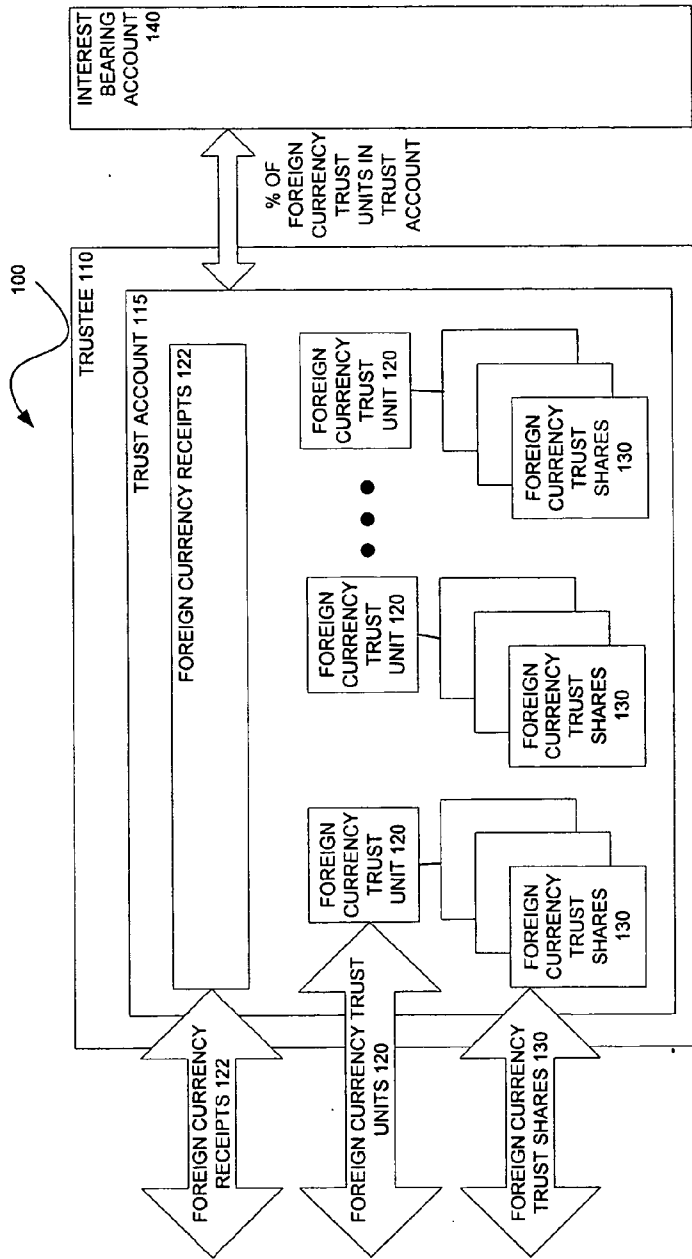 100
TRUSTEE 110
TRUST ACCOUNT 115
FOREIGN CURRENCY RECEIPTS 122
FOREIGN CURRENCY
RECEIPTS 122
FOREIGN CURRENCY TRUST
UNITS 120
FOREIGN CURRENCY
TRUST SHARES 130
FOREIGN
CURRENCY
TRUST
UNIT 120
FOREIGN
CURRENCY
TRUST
SHARES
130
FOREIGN
CURRENCY
TRUST
UNIT 120
FOREIGN
CURRENCY
TRUST
SHARES
130
FOREIGN
CURRENCY
TRUST
UNIT 120
FOREIGN
CURRENCY
TRUST
SHARES
130
% OF
FOREIGN
CURRENCY
TRUST
UNITS IN
TRUST
ACCOUNT
INTEREST
BEARING
ACCOUNT
140